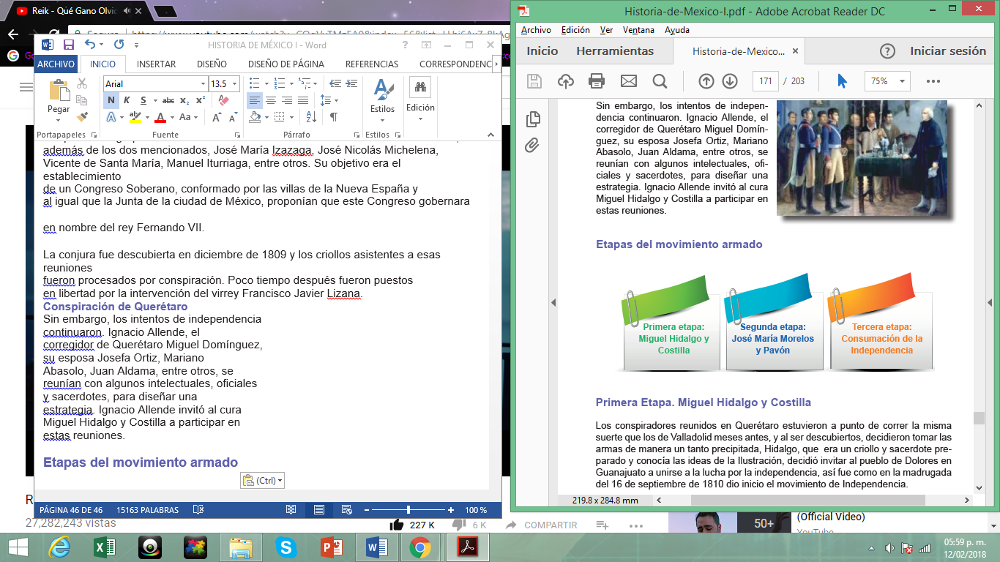 Reik - Qué Gano Olvid
HISTORIA DE MÉXICO I - Word
ARCHIVO INICIO INSERTAR DISEÑO DISEÑO DE PÁGINA REFERENCIAS CORRESPONDENC
Arial 13.5
Pegar
N K S abc x₂ x²
Aa
Estilos
Edición
Portapapeles Fuente Párrafo Estilos
además de los dos mencionados, José María Izazaga, José Nicolás Michelena,
Vicente de Santa María, Manuel Iturriaga, entre otros. Su objetivo era el
establecimiento
de un Congreso Soberano, conformado por las villas de la Nueva España y
al igual que la Junta de la ciudad de México, proponían que este Congreso gobernara
en nombre del rey Fernando VII.
La conjura fue descubierta en diciembre de 1809 y los criollos asistentes a esas
reuniones
fueron procesados por conspiración. Poco tiempo después fueron puestos
en libertad por la intervención del virrey Francisco Javier Lizana.
Conspiración de Querétaro
Sin embargo, los intentos de independencia
continuaron. Ignacio Allende, el
corregidor de Querétaro Miguel Domínguez,
su esposa Josefa Ortiz, Mariano
Abasolo, Juan Aldama, entre otros, se
reunían con algunos intelectuales, oficiales
y sacerdotes, para diseñar una
estrategia. Ignacio Allende invitó al cura
Miguel Hidalgo y Costilla a participar en
estas reuniones.
Etapas del movimiento armado
(Ctrl)
PÁGINA 46 DE 46 15163 PALABRAS 100 %
27,282,243 vistas
227 K 6 K COMPARTIR
Historia-de-Mexico-I.pdf - Adobe Acrobat Reader DC
Archivo Edición Ver Ventana Ayuda
Inicio Herramientas Historia-de-Mexico... Iniciar sesión
171 / 203 75%
Sin embargo, los intentos de indepen-
dencia continuaron. Ignacio Allende, el
corregidor de Querétaro Miguel Domín-
guez, su esposa Josefa Ortiz, Mariano
Abasolo, Juan Aldama, entre otros, se
reunían con algunos intelectuales, ofi-
ciales y sacerdotes, para diseñar una
estrategia. Ignacio Allende invitó al cura
Miguel Hidalgo y Costilla a participar en
estas reuniones.
Etapas del movimiento armado
Primera etapa:
Miguel Hidalgo y
Costilla
Segunda etapa:
José María Morelos
y Pavón
Tercera etapa:
Consumación de la
Independencia
Primera Etapa. Miguel Hidalgo y Costilla
Los conspiradores reunidos en Querétaro estuvieron a punto de correr la misma
suerte que los de Valladolid meses antes, y al ser descubiertos, decidieron tomar las
armas de manera un tanto precipitada, Hidalgo, que era un criollo y sacerdote pre-
parado y conocía las ideas de la Ilustración, decidió invitar al pueblo de Dolores en
Guanajuato a unirse a la lucha por la independencia, así fue como en la madrugada
del 16 de septiembre de 1810 dio inicio el movimiento de Independencia.
219.8 x 284.8 mm
50+
(Official Video)
YouTube
05:59 p. m.
12/02/2018